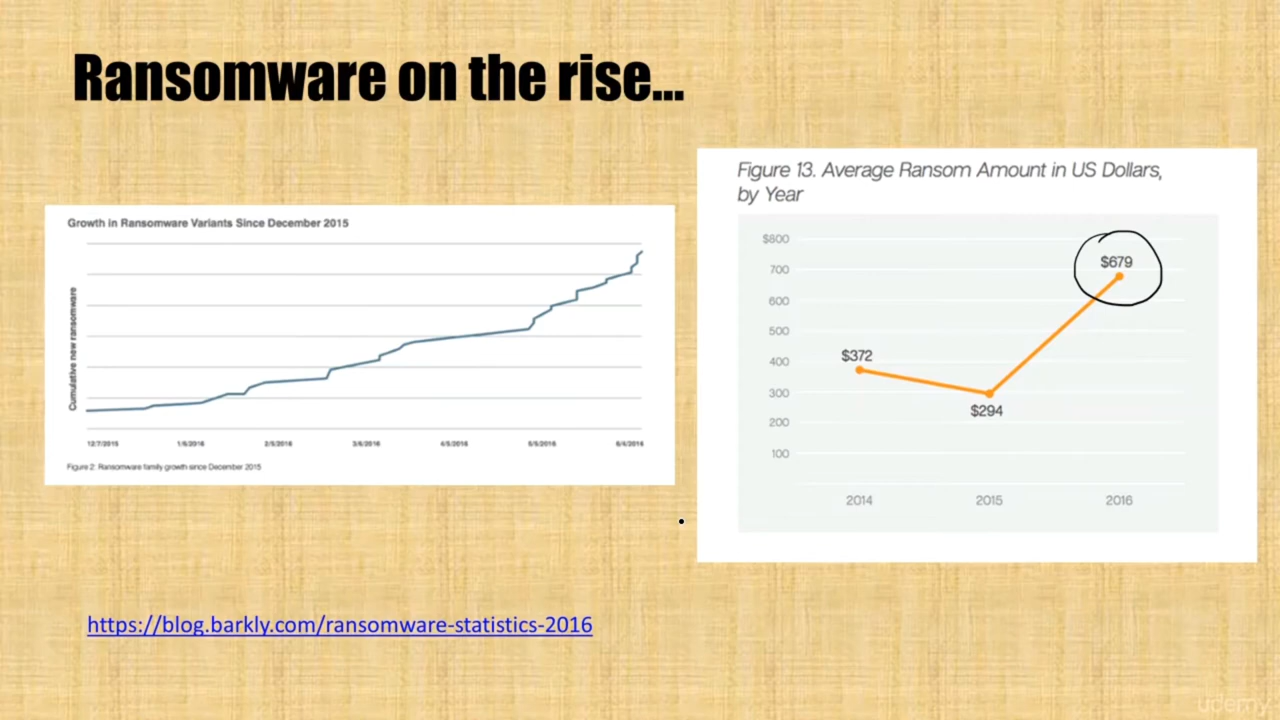 Ransomware on the rise...
Growth in Ransomware Variants Since December 2015
Cumulative new ransomware
12/7/2015 1/6/2016 2/5/2016 3/6/2016 4/5/2016 5/5/2016 6/4/2016
Figure 2: Ransomware family growth since December 2015
Figure 13. Average Ransom Amount in US Dollars,
by Year
$800
700
600
500
400
300
200
100
$372
$294
$679
2014 2015 2016
https://blog.barkly.com/ransomware-statistics-2016
udemy